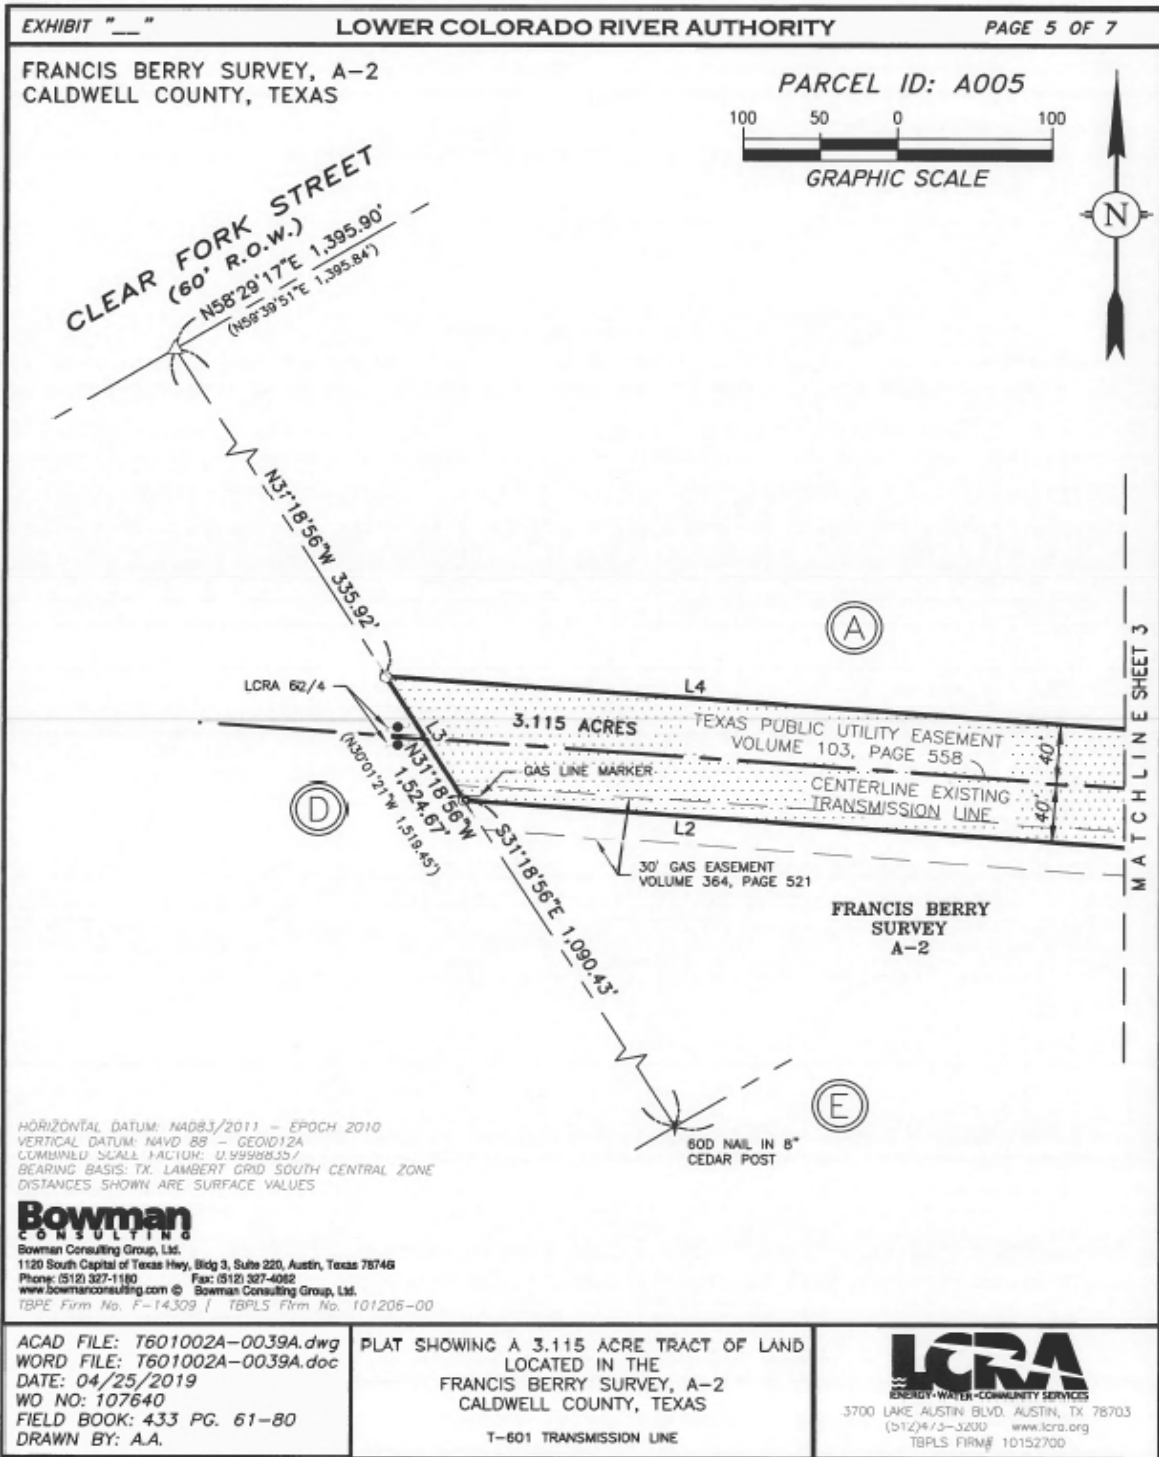 EXHIBIT "__"
LOWER COLORADO RIVER AUTHORITY
PAGE 5 OF 7
FRANCIS BERRY SURVEY, A-2
CALDWELL COUNTY, TEXAS
PARCEL ID: A005
100 50 0 100
GRAPHIC SCALE
N
CLEAR FORK STREET
(60' R.O.W.)
N58°29'17"E 1,395.90'
(N59°39'51"E 1,395.84')
N31°18'56"W 335.92'
A
LCRA 62/4
L4
L3
3.115 ACRES
TEXAS PUBLIC UTILITY EASEMENT
VOLUME 103, PAGE 558
40'
40'
MATCHLINE SHEET 3
GAS LINE MARKER
CENTERLINE EXISTING
TRANSMISSION LINE
D
N31°18'56"W
1,524.67'
(N30°01'21"W 1,519.45')
L2
S31°18'56"E 1,090.43'
30' GAS EASEMENT
VOLUME 364, PAGE 521
FRANCIS BERRY
SURVEY
A-2
E
60D NAIL IN 8"
CEDAR POST
HORIZONTAL DATUM: NAD83/2011 - EPOCH 2010
VERTICAL DATUM: NAVD 88 - GEOID12A
COMBINED SCALE FACTOR: 0.99988357
BEARING BASIS: TX. LAMBERT GRID SOUTH CENTRAL ZONE
DISTANCES SHOWN ARE SURFACE VALUES
Bowman
CONSULTING
Bowman Consulting Group, Ltd.
1120 South Capital of Texas Hwy, Bldg 3, Suite 220, Austin, Texas 78746
Phone: (512) 327-1180 Fax: (512) 327-4062
www.bowmanconsulting.com © Bowman Consulting Group, Ltd.
TBPE Firm No. F-14309 | TBPLS Firm No. 101206-00
ACAD FILE: T601002A-0039A.dwg
WORD FILE: T601002A-0039A.doc
DATE: 04/25/2019
WO NO: 107640
FIELD BOOK: 433 PG. 61-80
DRAWN BY: A.A.
PLAT SHOWING A 3.115 ACRE TRACT OF LAND
LOCATED IN THE
FRANCIS BERRY SURVEY, A-2
CALDWELL COUNTY, TEXAS
T-601 TRANSMISSION LINE
LCRA
ENERGY•WATER•COMMUNITY SERVICES
3700 LAKE AUSTIN BLVD. AUSTIN, TX 78703
(512)473-3200 www.lcra.org
TBPLS FIRM# 10152700